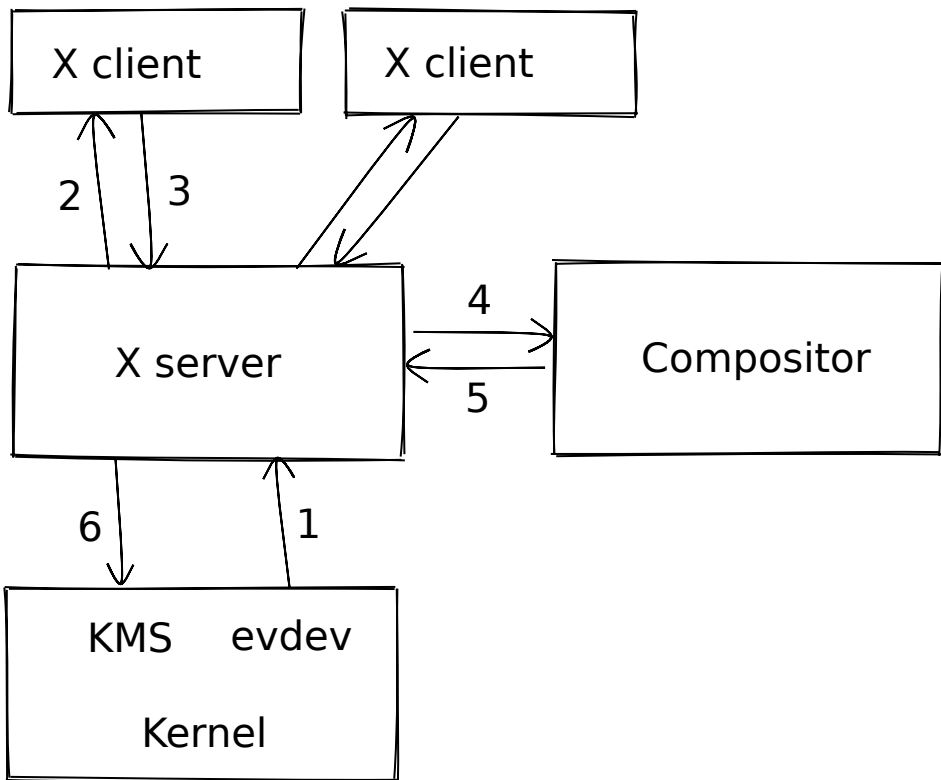 X client
X client
2
3
4
X server
Compositor
5
6
1
KMS
evdev
Kernel